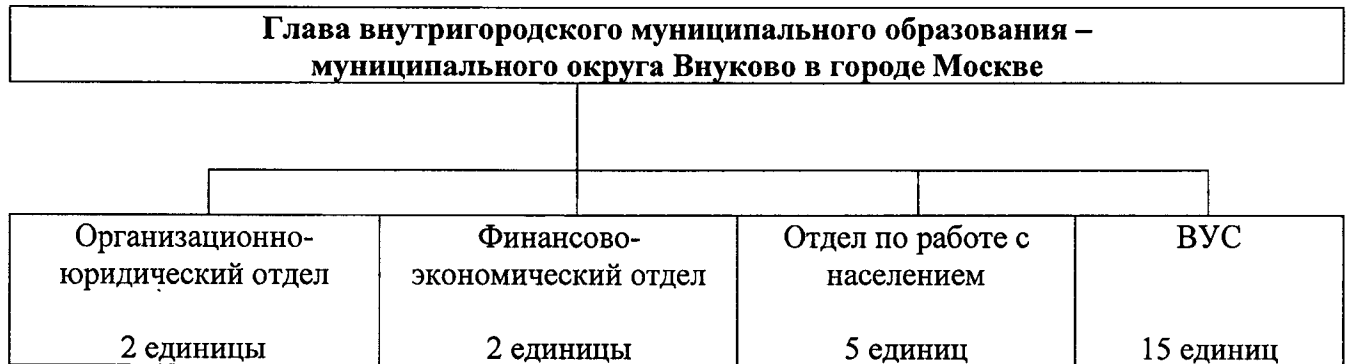 Глава внутригородского муниципального образования –
муниципального округа Внуково в городе Москве
Организационно-
юридический отдел
2 единицы
Финансово-
экономический отдел
2 единицы
Отдел по работе с
населением
5 единиц
ВУС
15 единиц